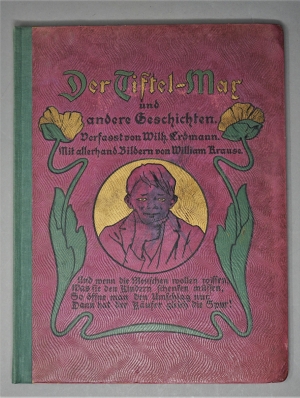 Der Tiftel-Max
und
andere Geschichten.
Verfasst von Wilh. Erdmann.
Mit allerhand Bildern von William Krause.
Und wenn die Menschen wollen wissen,
Was sie den Kindern schenken müssen,
So öffne man den Umschlag nur,
Dann hat der Käufer gleich die Spur!